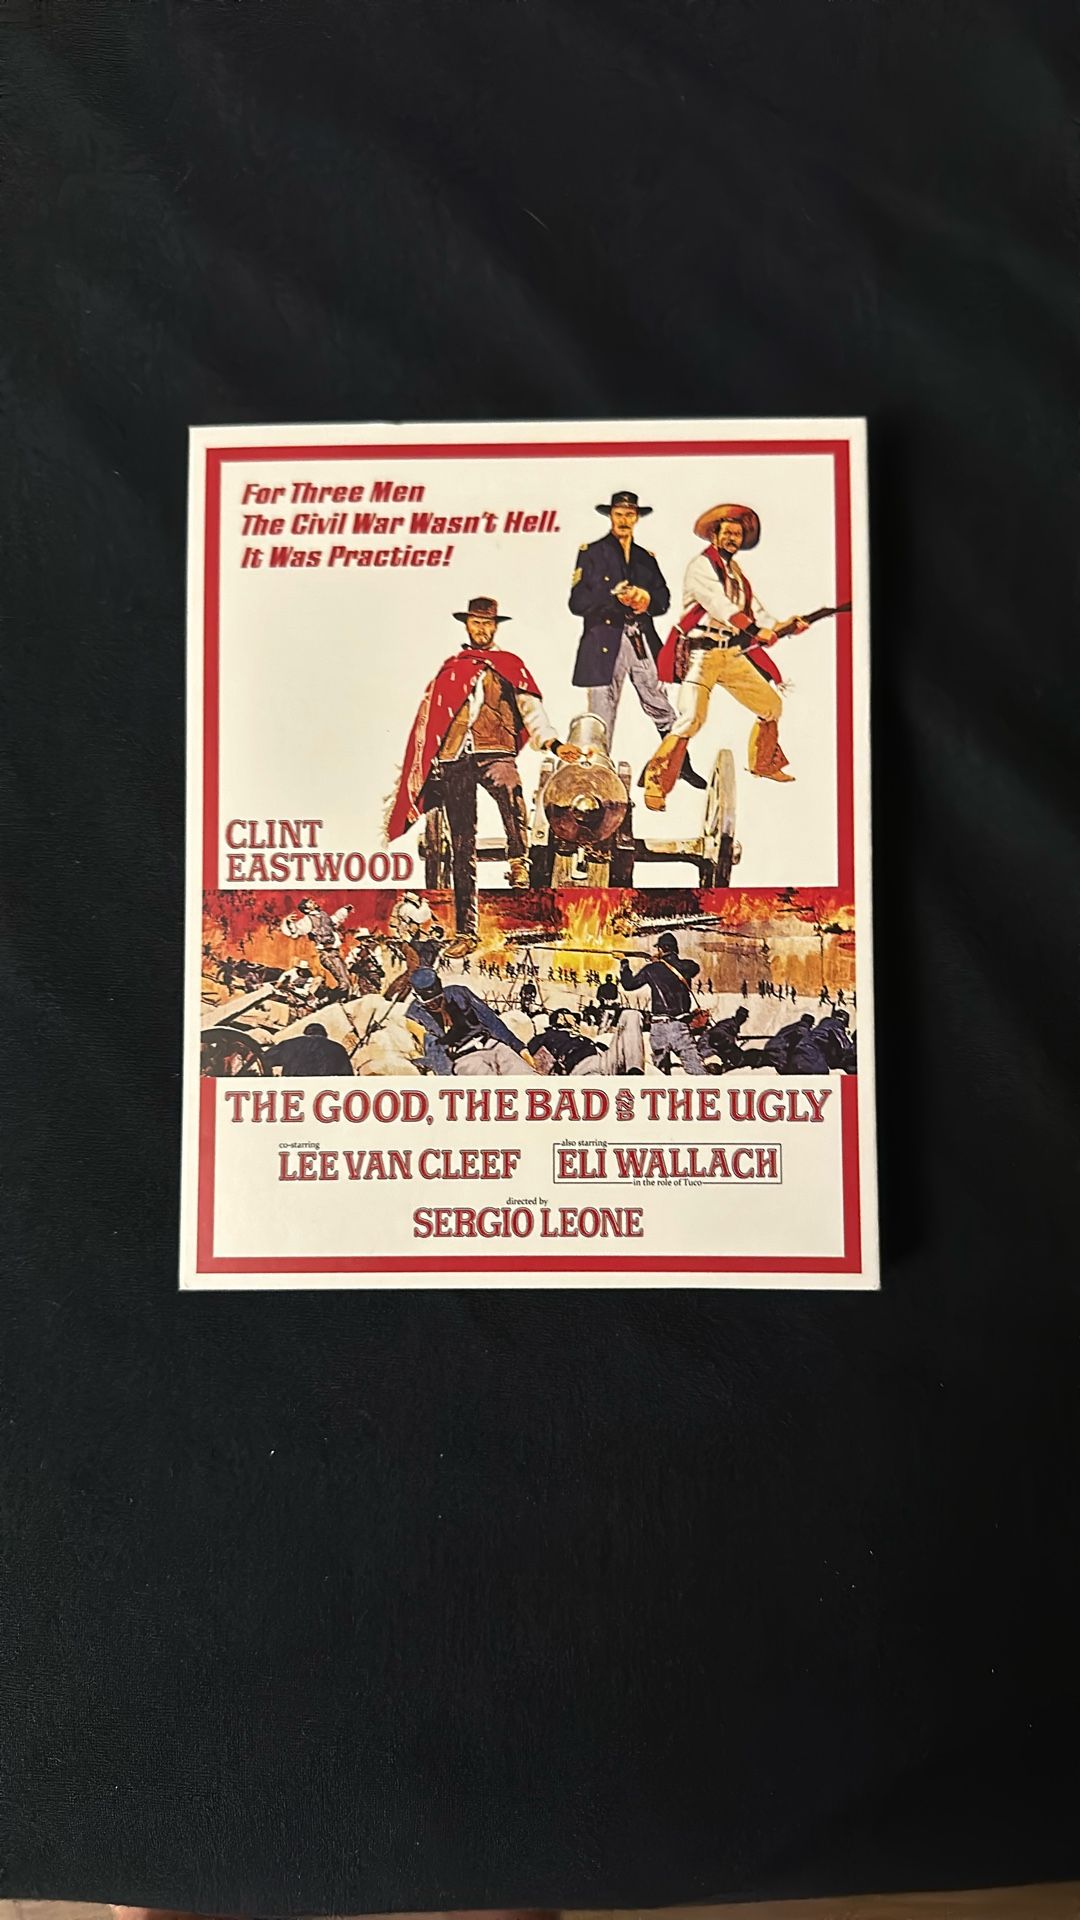 For Three Men
The Civil War Wasn't Hell.
It Was Practice!
CLINT
EASTWOOD
THE GOOD, THE BAD AND THE UGLY
co-starring
LEE VAN CLEEF
also starring
ELI WALLACH
in the role of Tuco
directed by
SERGIO LEONE